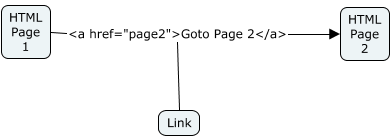 HTML
Page
1
<a href="page2">Goto Page 2</a>
HTML
Page
2
Link